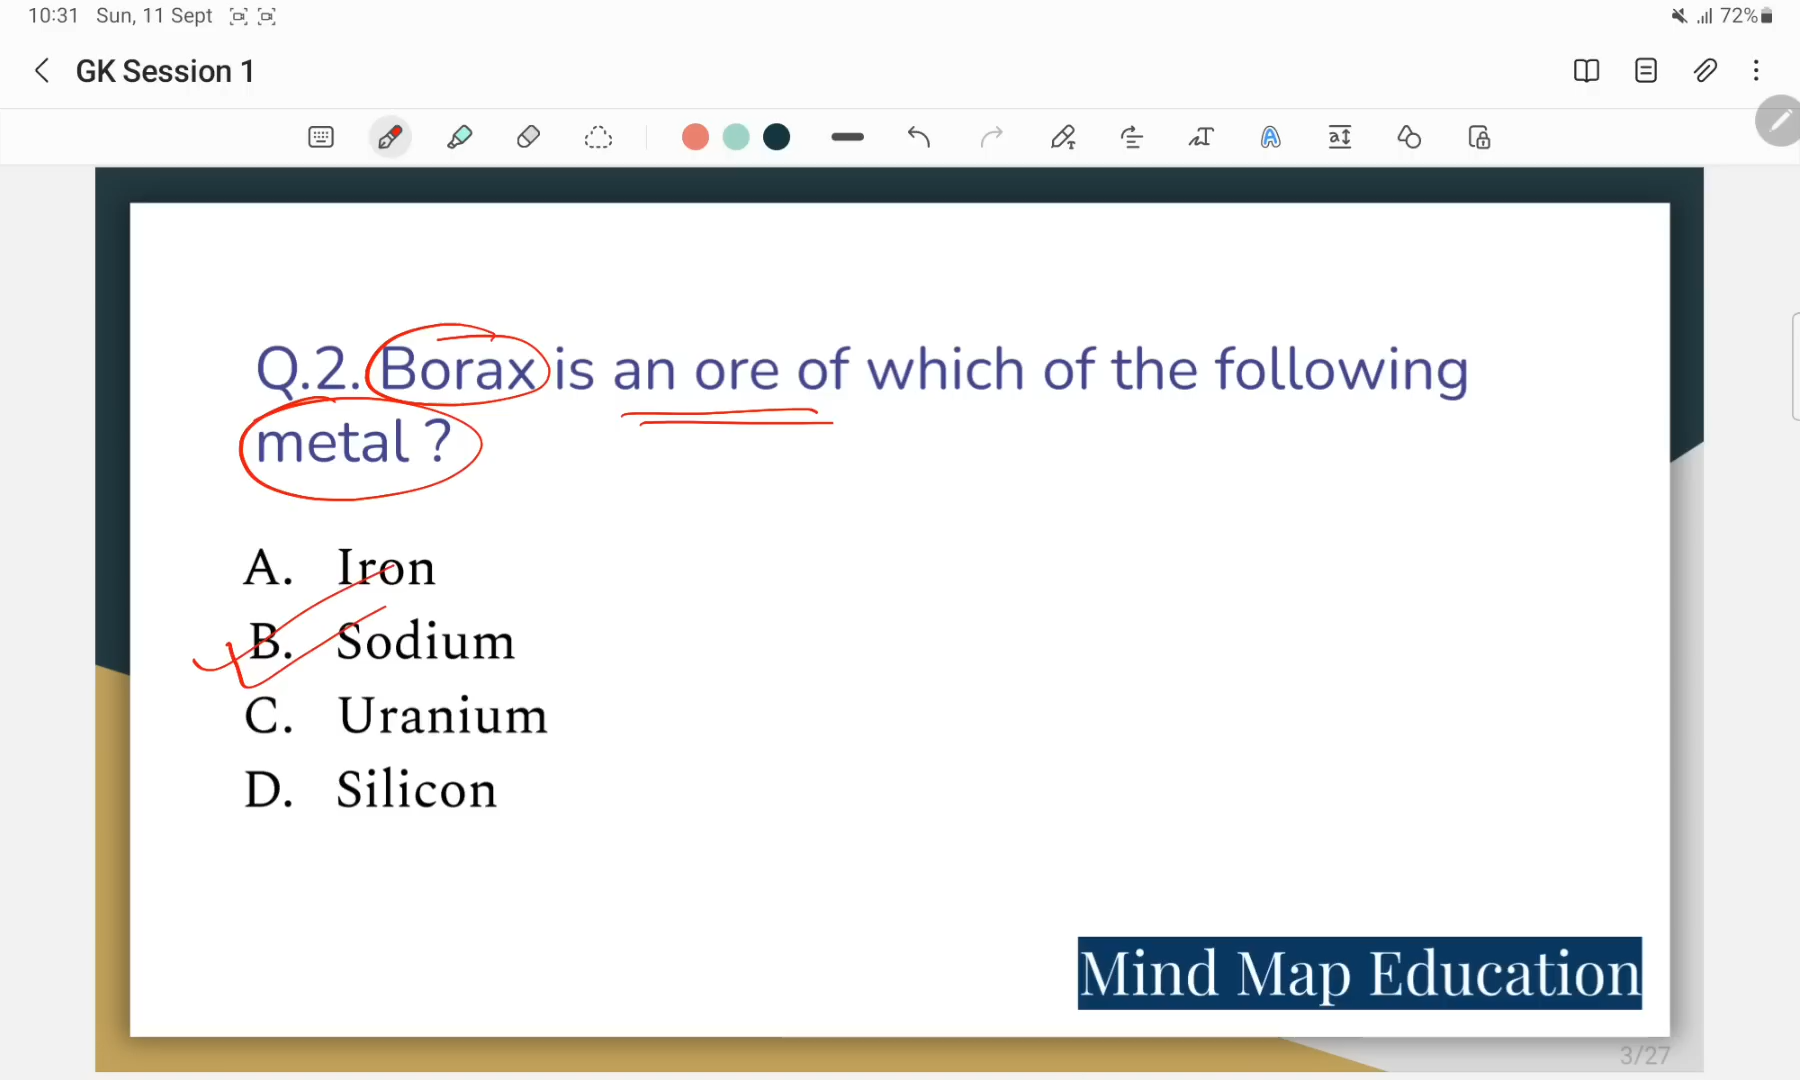 10:31 Sun, 11 Sept 72%
GK Session 1
Q.2. Borax is an ore of which of the following
metal ?
A. Iron
B. Sodium
C. Uranium
D. Silicon
Mind Map Education
3/27